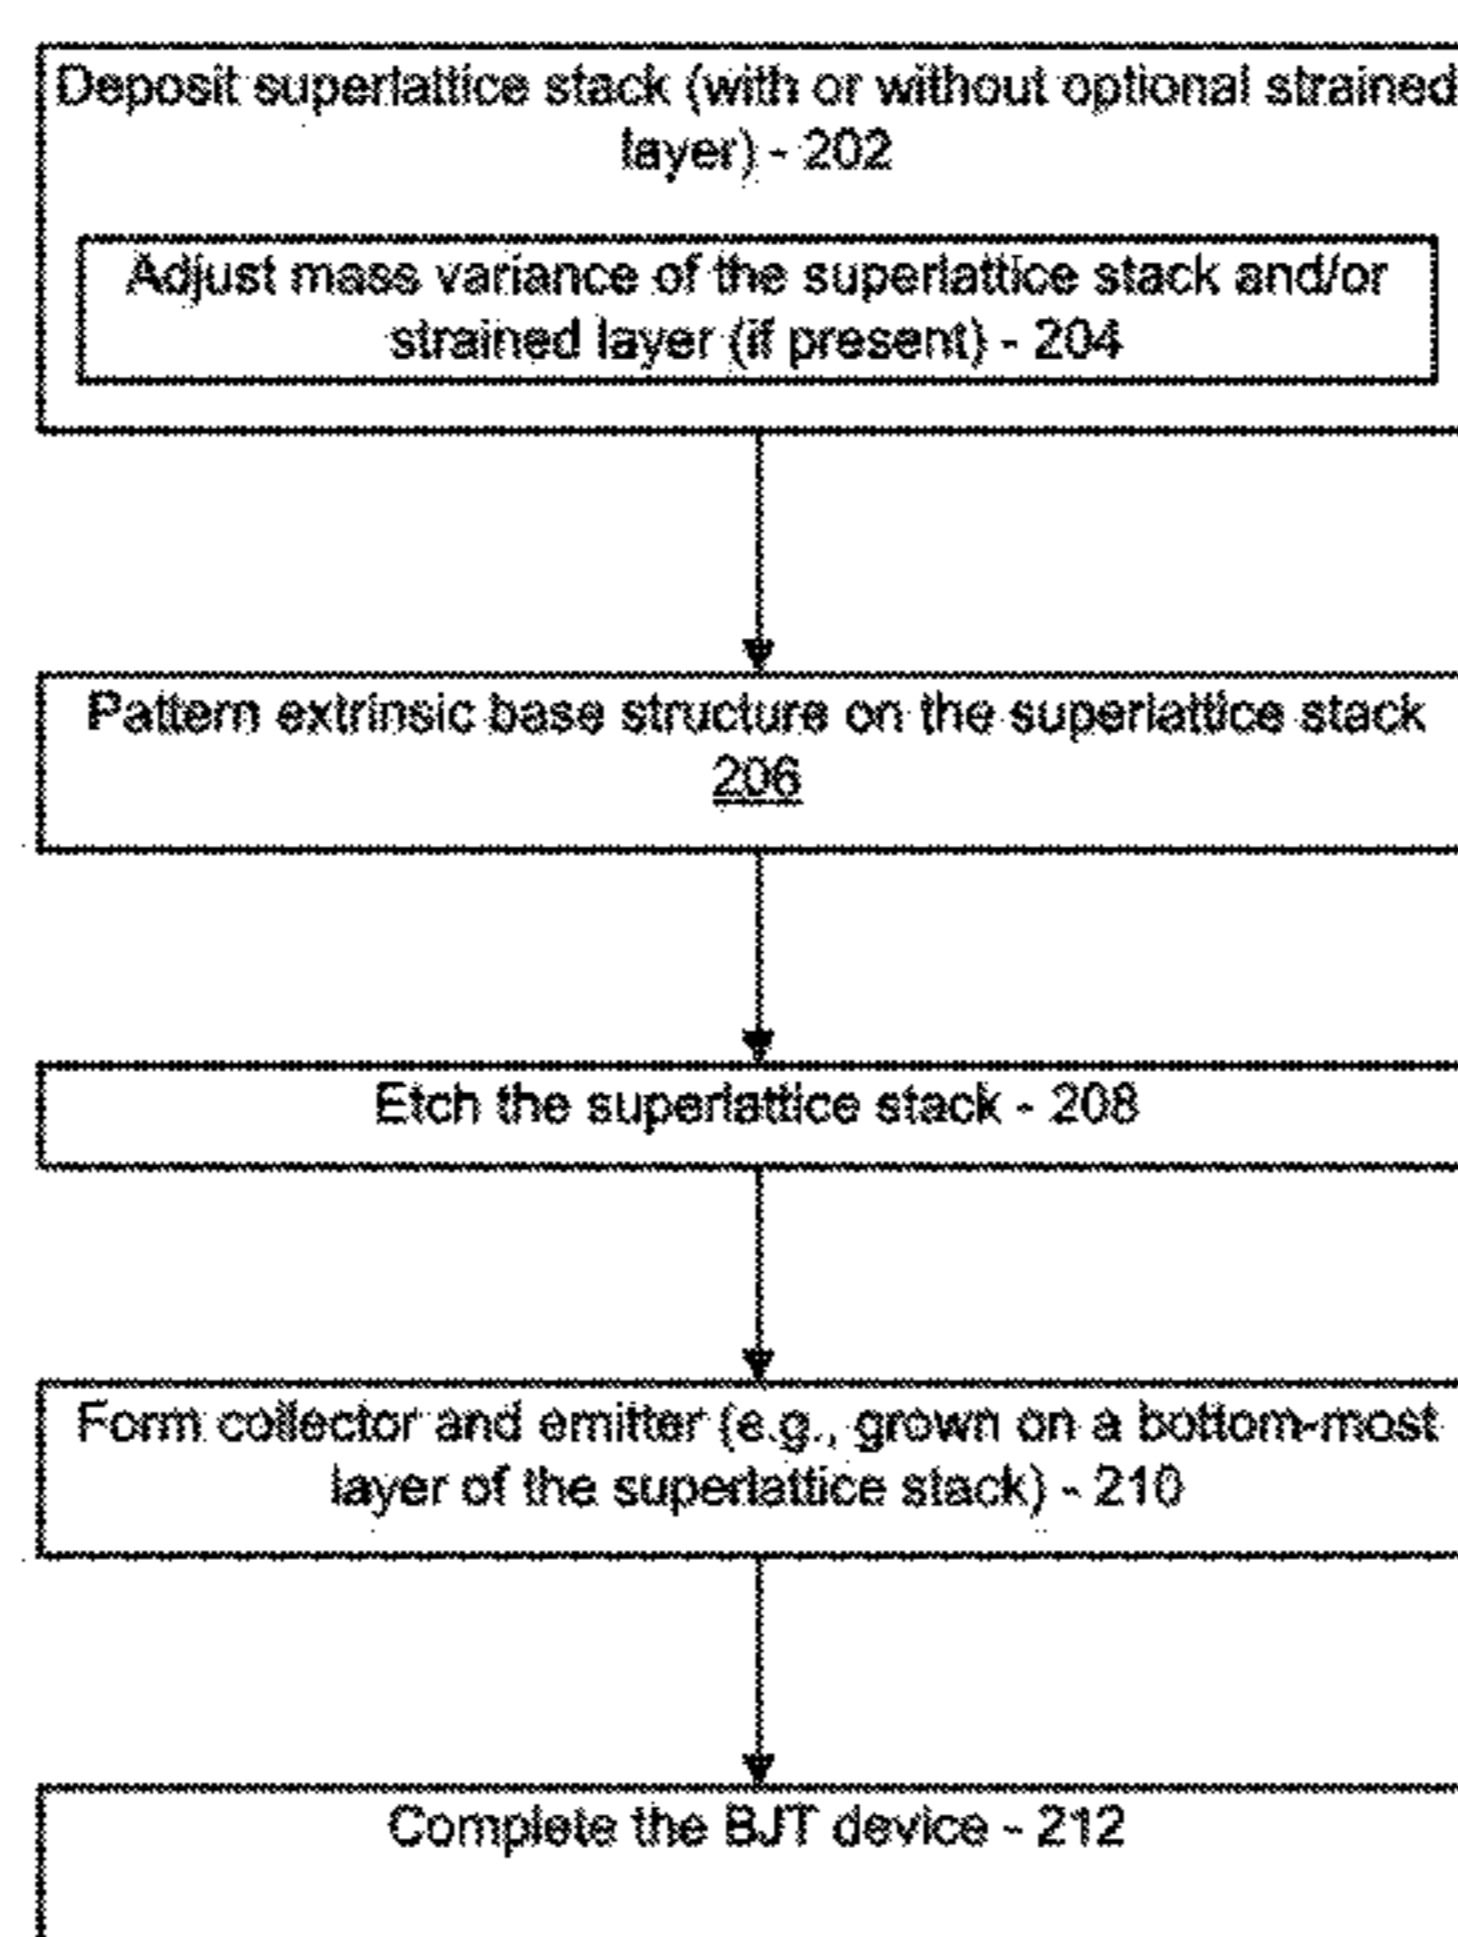 Deposit superlattice stack (with or without optional strained
layer) - 202
Adjust mass variance of the superlattice stack and/or
strained layer (if present) - 204
Pattern extrinsic base structure on the superlattice stack
206
Etch the superlattice stack - 208
Form collector and emitter (e.g., grown on a bottom-most
layer of the superlattice stack) - 210
Complete the BJT device - 212